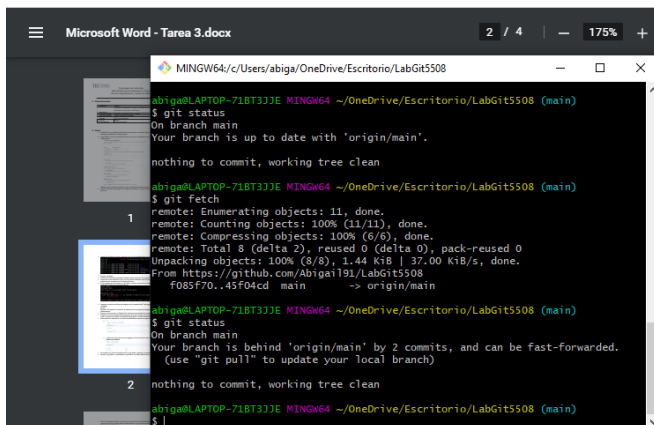 Microsoft Word - Tarea 3.docx
2 / 4
175%
MINGW64:/c/Users/abiga/OneDrive/Escritorio/LabGit5508
abiga@LAPTOP-71BT3JJE MINGW64 ~/OneDrive/Escritorio/LabGit5508 (main)
$ git status
On branch main
Your branch is up to date with 'origin/main'.
nothing to commit, working tree clean
abiga@LAPTOP-71BT3JJE MINGW64 ~/OneDrive/Escritorio/LabGit5508 (main)
$ git fetch
remote: Enumerating objects: 11, done.
remote: Counting objects: 100% (11/11), done.
remote: Compressing objects: 100% (6/6), done.
remote: Total 8 (delta 2), reused 0 (delta 0), pack-reused 0
Unpacking objects: 100% (8/8), 1.44 KiB | 37.00 KiB/s, done.
From https://github.com/Abigail91/LabGit5508
f085f70..45f04cd  main       -> origin/main
abiga@LAPTOP-71BT3JJE MINGW64 ~/OneDrive/Escritorio/LabGit5508 (main)
$ git status
On branch main
Your branch is behind 'origin/main' by 2 commits, and can be fast-forwarded.
(use "git pull" to update your local branch)
nothing to commit, working tree clean
abiga@LAPTOP-71BT3JJE MINGW64 ~/OneDrive/Escritorio/LabGit5508 (main)
$
1
2